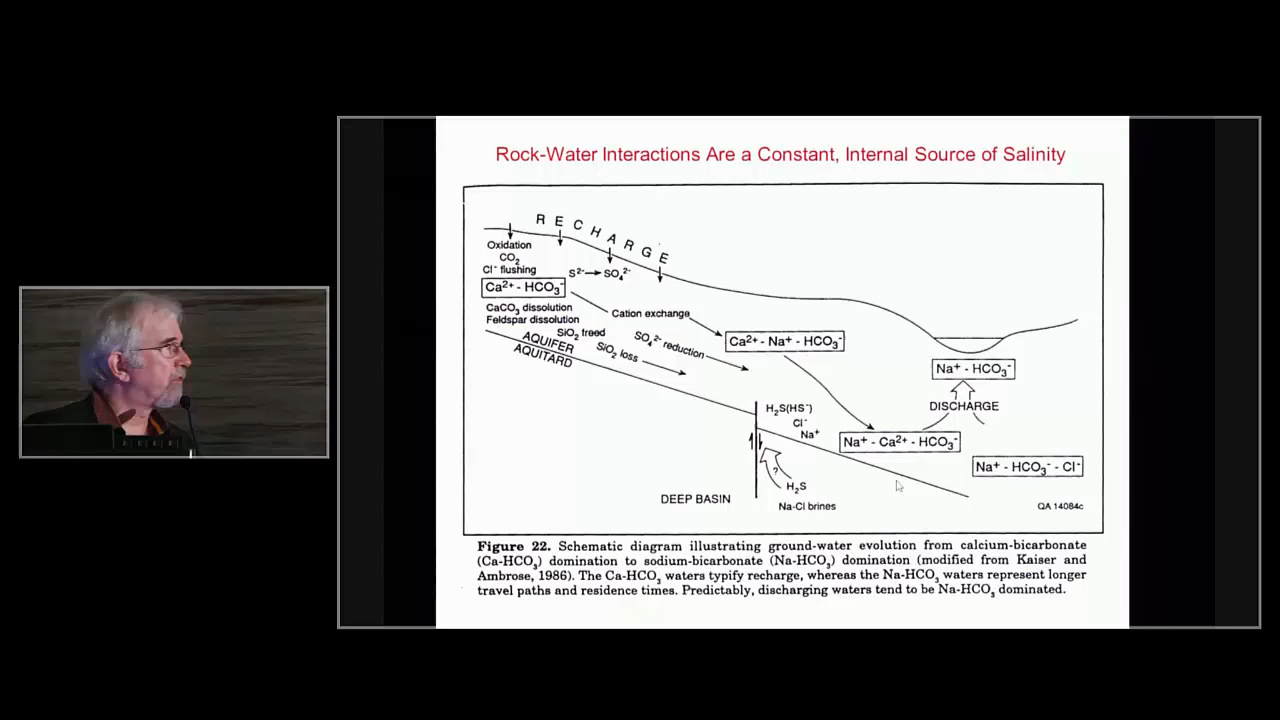 Rock-Water Interactions Are a Constant, Internal Source of Salinity
RECHARGE
Oxidation
CO₂
Cl⁻ flushing
S²⁻→SO₄²⁻
Ca²⁺ - HCO₃⁻
CaCO₃ dissolution
Feldspar dissolution
Cation exchange
SiO₂ freed
SO₄²⁻ reduction
Ca²⁺ - Na⁺ - HCO₃⁻
AQUIFER
AQUITARD
SiO₂ loss
Na⁺ - HCO₃⁻
DISCHARGE
H₂S(HS⁻)
Cl⁻
Na⁺
Na⁺ - Ca²⁺ - HCO₃⁻
Na⁺ - HCO₃⁻ - Cl⁻
?
H₂S
DEEP BASIN
Na-Cl brines
QA 14084c
Figure 22. Schematic diagram illustrating ground-water evolution from calcium-bicarbonate
(Ca-HCO₃) domination to sodium-bicarbonate (Na-HCO₃) domination (modified from Kaiser and
Ambrose, 1986). The Ca-HCO₃ waters typify recharge, whereas the Na-HCO₃ waters represent longer
travel paths and residence times. Predictably, discharging waters tend to be Na-HCO₃ dominated.